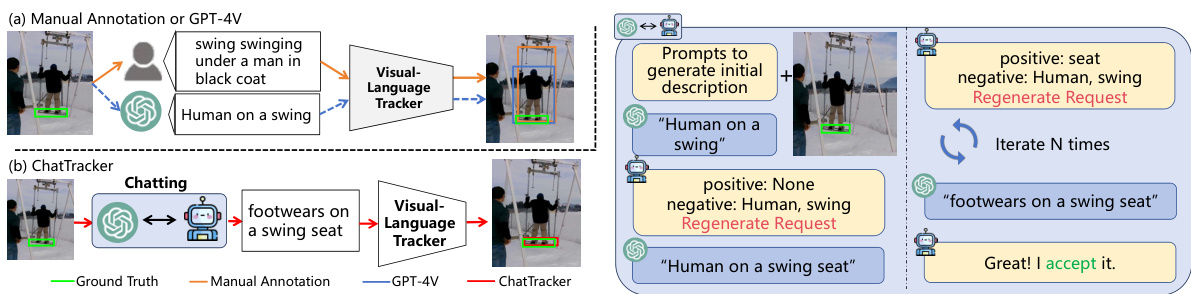 (a) Manual Annotation or GPT-4V
swing swinging
under a man in
black coat
Human on a swing
Visual-
Language
Tracker
(b) ChatTracker
Chatting
footwears on
a swing seat
Visual-
Language
Tracker
Ground Truth
Manual Annotation
GPT-4V
ChatTracker
Prompts to
generate initial
description
+
“Human on a
swing”
positive: None
negative: Human, swing
Regenerate Request
“Human on a swing seat”
positive: seat
negative: Human, swing
Regenerate Request
Iterate N times
“footwears on a swing seat”
Great! I accept it.